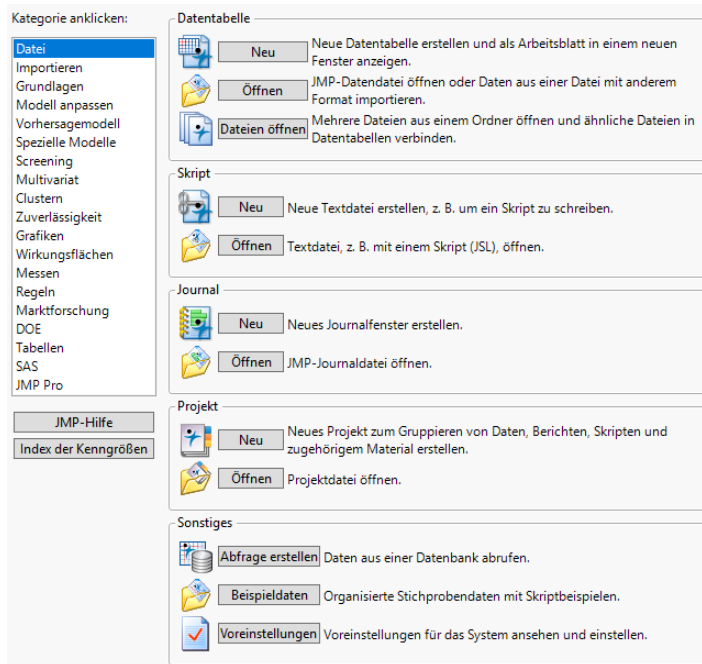 Kategorie anklicken:
Datei
Importieren
Grundlagen
Modell anpassen
Vorhersagemodell
Spezielle Modelle
Screening
Multivariat
Clustern
Zuverlässigkeit
Grafiken
Wirkungsflächen
Messen
Regeln
Marktforschung
DOE
Tabellen
SAS
JMP Pro
JMP-Hilfe
Index der Kenngrößen
Datentabelle
Neu
Neue Datentabelle erstellen und als Arbeitsblatt in einem neuen
Fenster anzeigen.
Öffnen
JMP-Datendatei öffnen oder Daten aus einer Datei mit anderem
Format importieren.
Dateien öffnen
Mehrere Dateien aus einem Ordner öffnen und ähnliche Dateien in
Datentabellen verbinden.
Skript
Neu
Neue Textdatei erstellen, z. B. um ein Skript zu schreiben.
Öffnen
Textdatei, z. B. mit einem Skript (JSL), öffnen.
Journal
Neu
Neues Journalfenster erstellen.
Öffnen
JMP-Journaldatei öffnen.
Projekt
Neu
Neues Projekt zum Gruppieren von Daten, Berichten, Skripten und
zugehörigem Material erstellen.
Öffnen
Projektdatei öffnen.
Sonstiges
Abfrage erstellen
Daten aus einer Datenbank abrufen.
Beispieldaten
Organisierte Stichprobendaten mit Skriptbeispielen.
Voreinstellungen
Voreinstellungen für das System ansehen und einstellen.